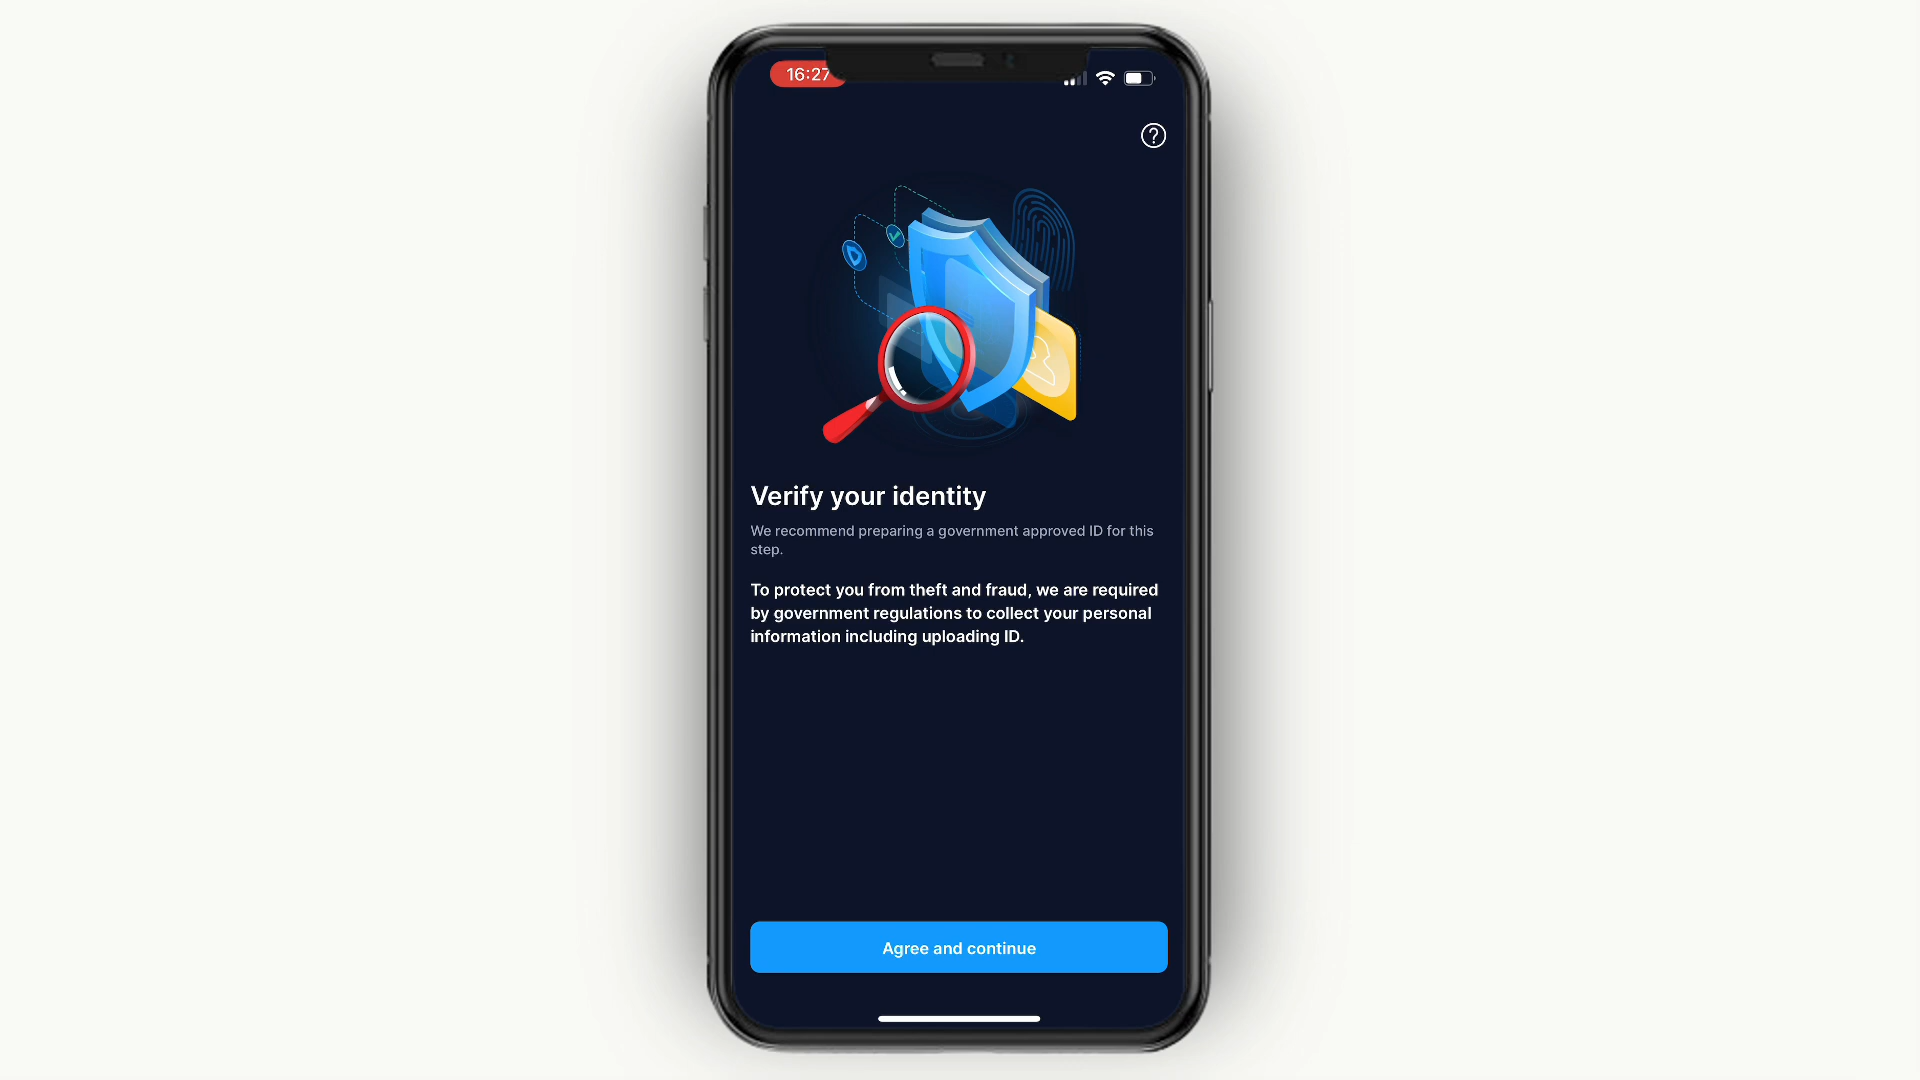 16:27
Verify your identity
We recommend preparing a government approved ID for this
step.
To protect you from theft and fraud, we are required
by government regulations to collect your personal
information including uploading ID.
Agree and continue